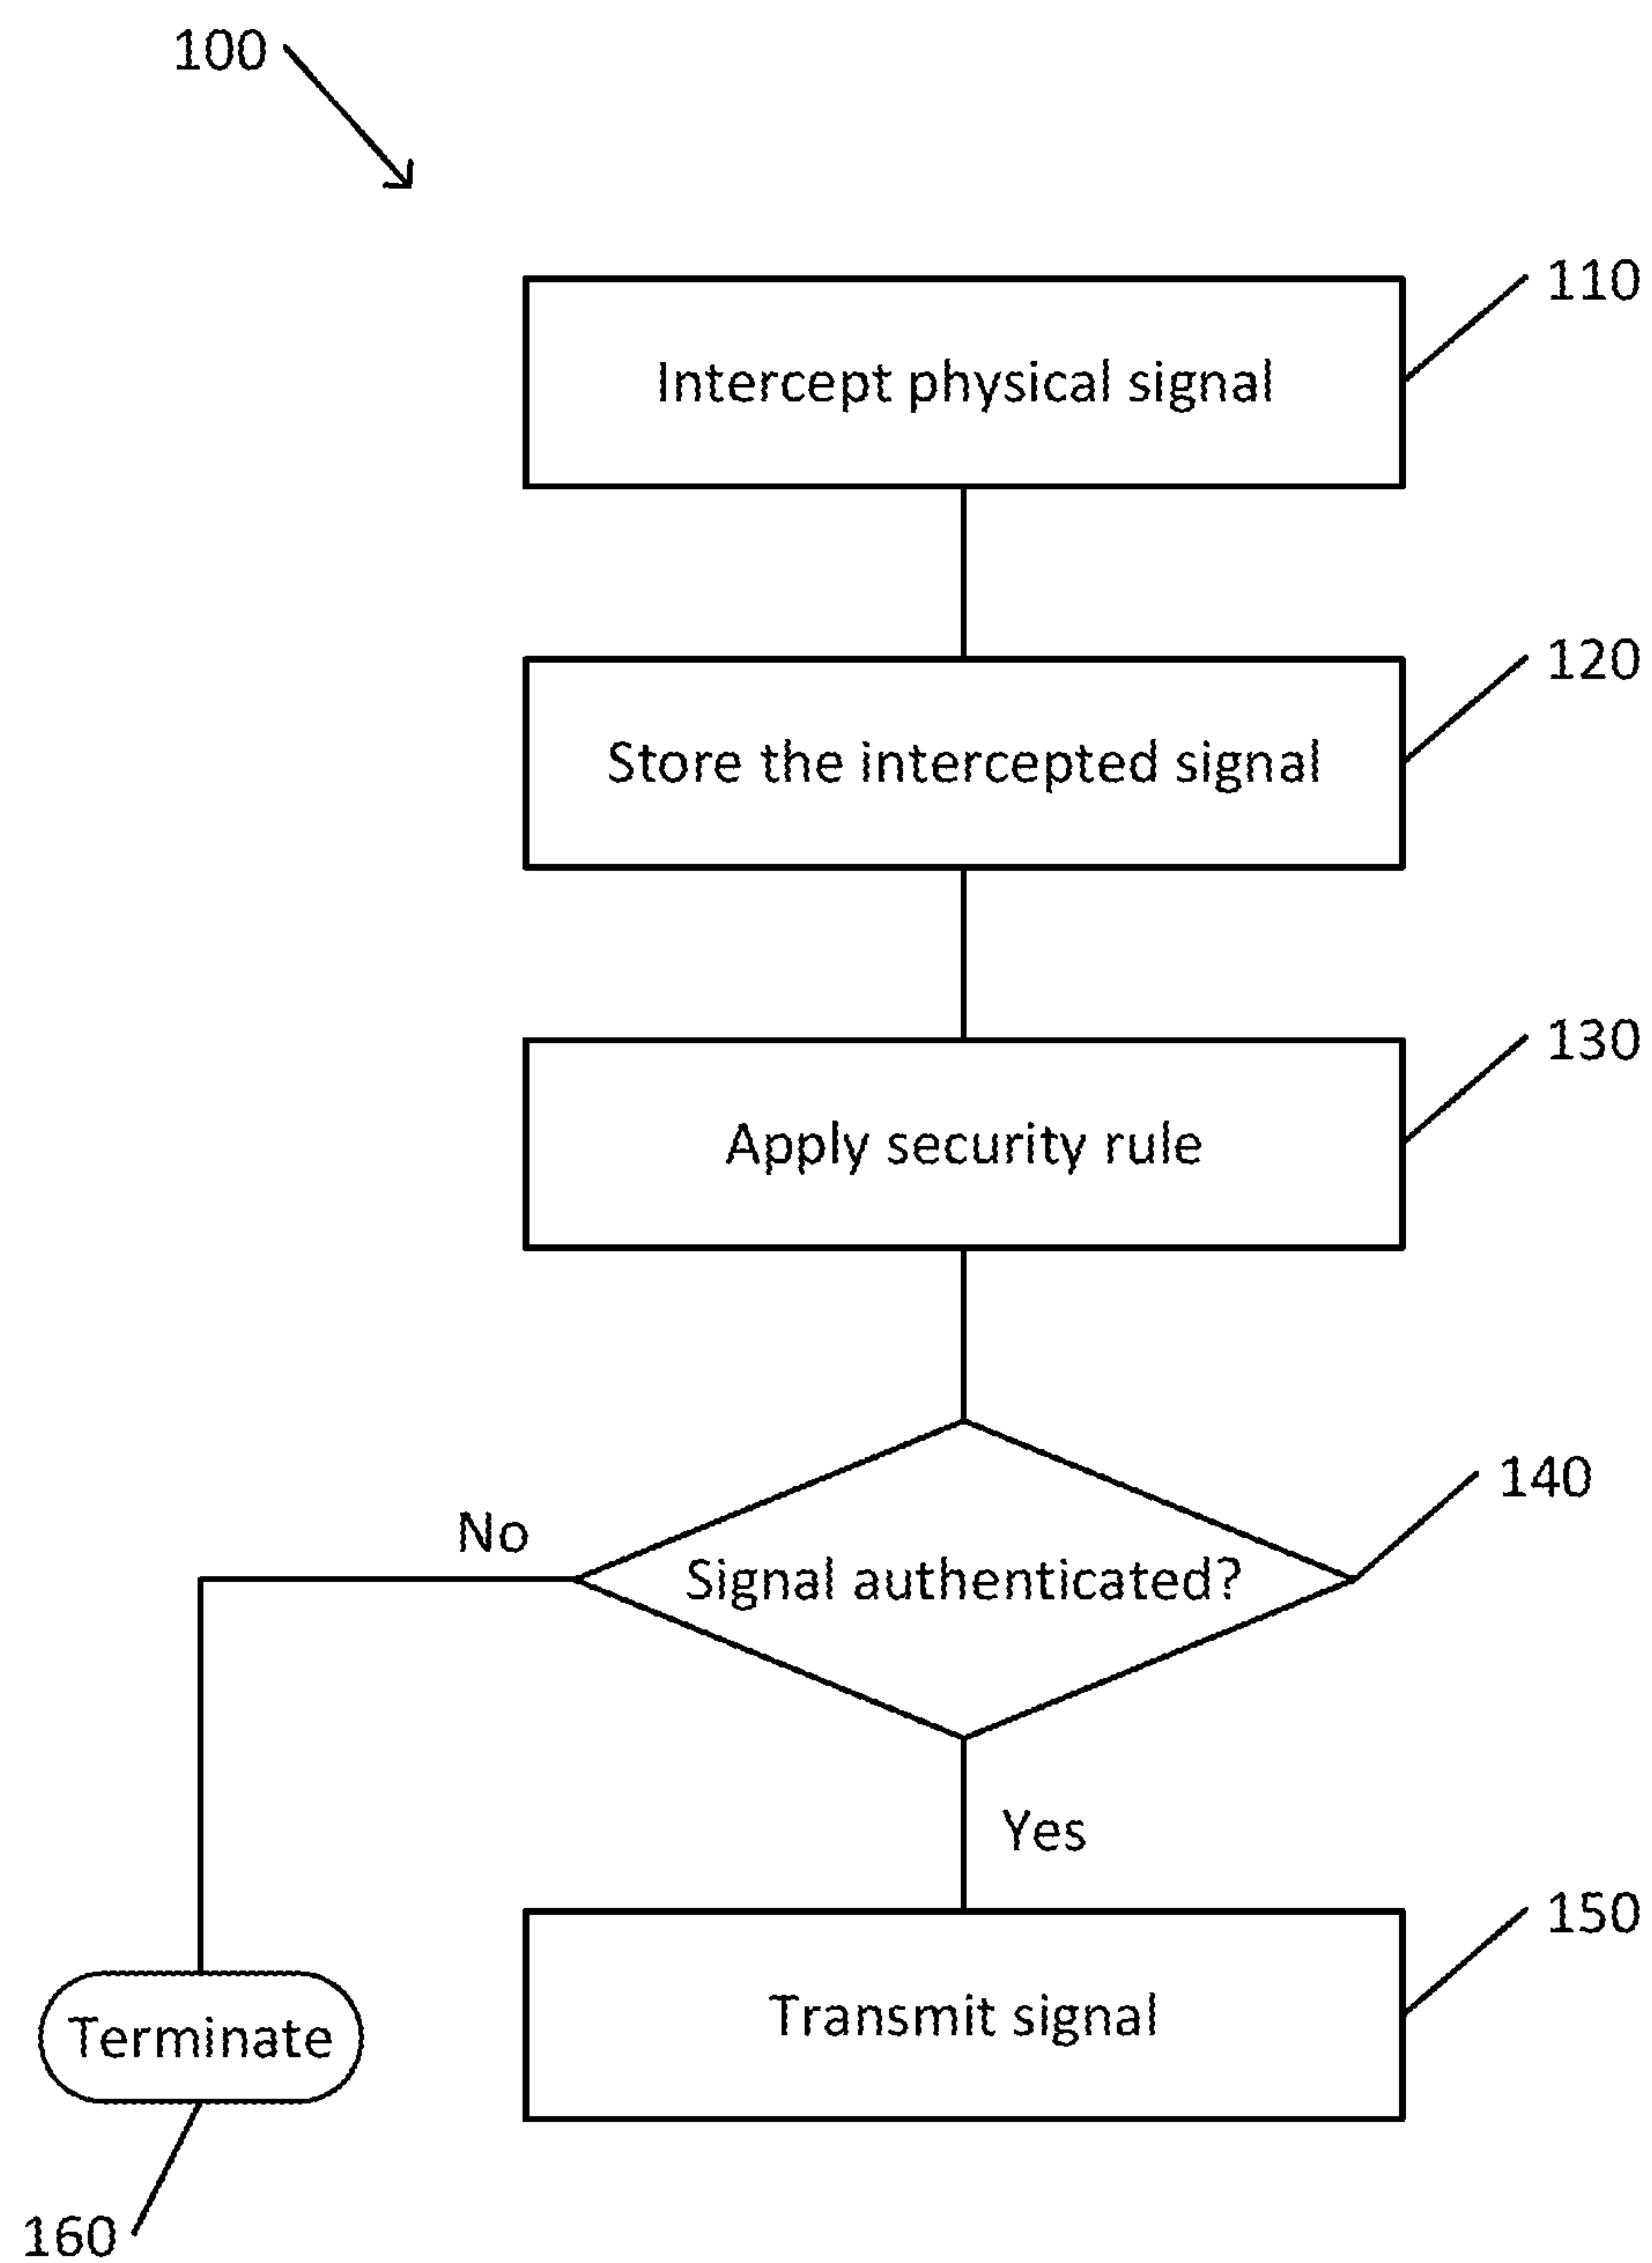 100
110
Intercept physical signal
120
Store the intercepted signal
130
Apply security rule
140
No
Signal authenticated?
Yes
150
Transmit signal
Terminate
160